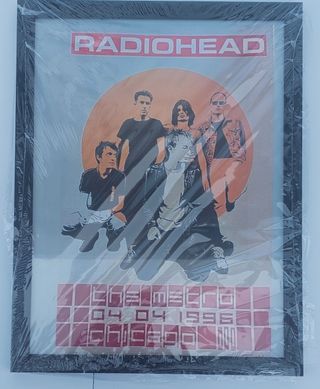 RADIOHEAD
the metro
04 04 1996
chicago